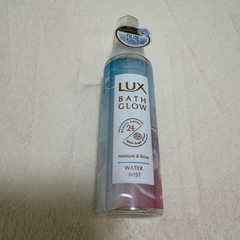 LUX
BATH
GLOW
24
Moisture & Shine
WATER
MIST